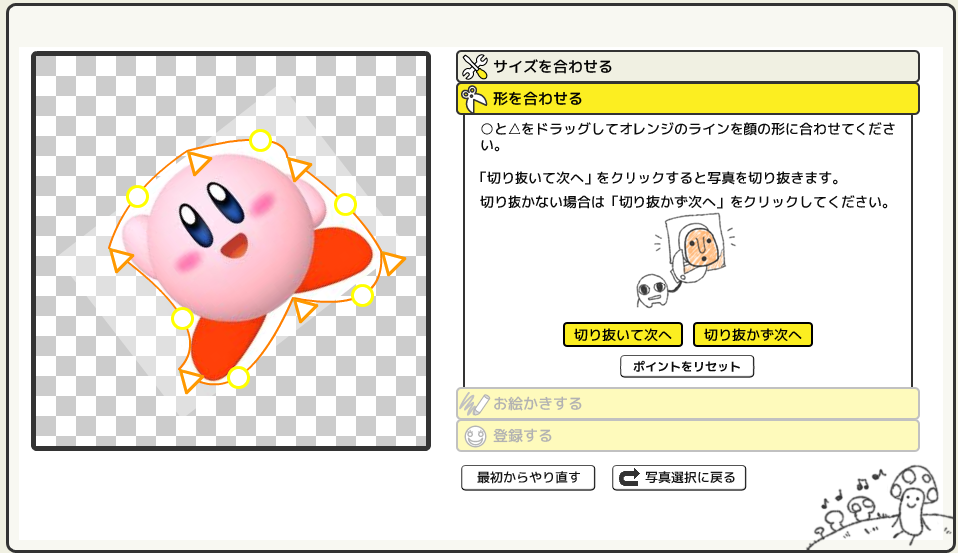 サイズを合わせる
形を合わせる
○と△をドラッグしてオレンジのラインを顔の形に合わせてくださ
い。
「切り抜いて次へ」をクリックすると写真を切り抜きます。
切り抜かない場合は「切り抜かず次へ」をクリックしてください。
切り抜いて次へ 切り抜かず次へ
ポイントをリセット
お絵かきする
登録する
最初からやり直す 写真選択に戻る